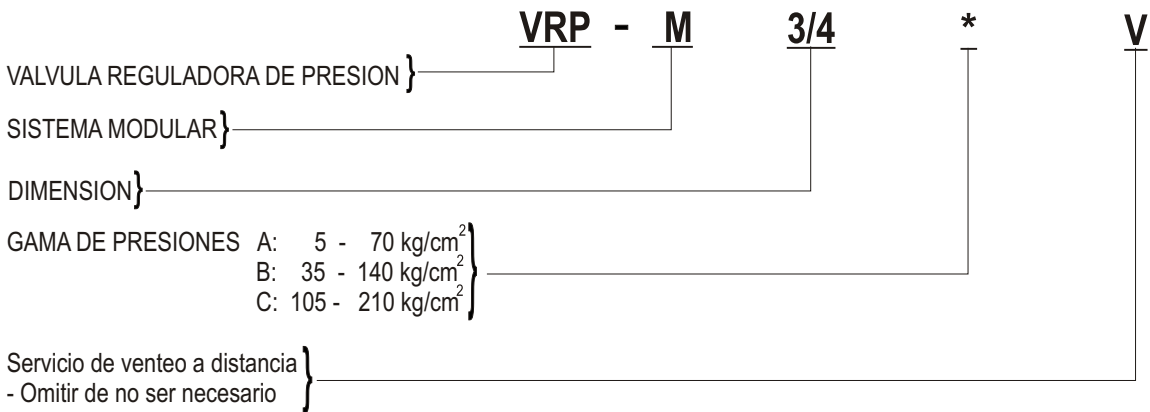 VRP - M 3/4 * V
VALVULA REGULADORA DE PRESION }
SISTEMA MODULAR }
DIMENSION }
GAMA DE PRESIONES A: 5 - 70 kg/cm²
B: 35 - 140 kg/cm²
C: 105 - 210 kg/cm²
Servicio de venteo a distancia
- Omitir de no ser necesario